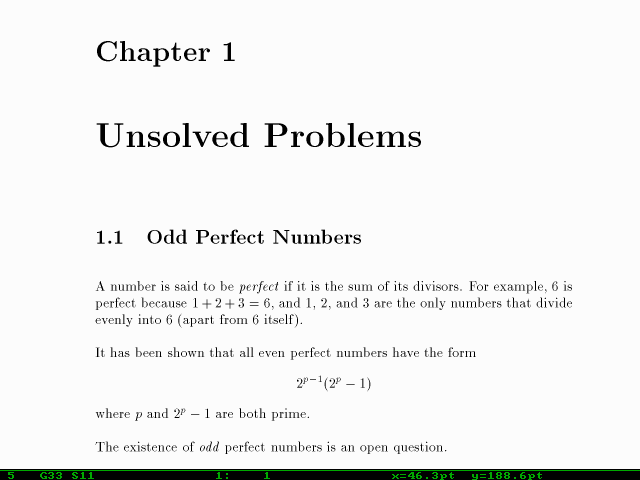 Chapter 1
Unsolved Problems
1.1 Odd Perfect Numbers
A number is said to be perfect if it is the sum of its divisors. For example, 6 is
perfect because 1 + 2 + 3 = 6, and 1, 2, and 3 are the only numbers that divide
evenly into 6 (apart from 6 itself).
It has been shown that all even perfect numbers have the form
2^{p−1}(2^p − 1)
where p and 2^p − 1 are both prime.
The existence of odd perfect numbers is an open question.
5 G33 S11 1: 1 x=46.3pt y=188.6pt